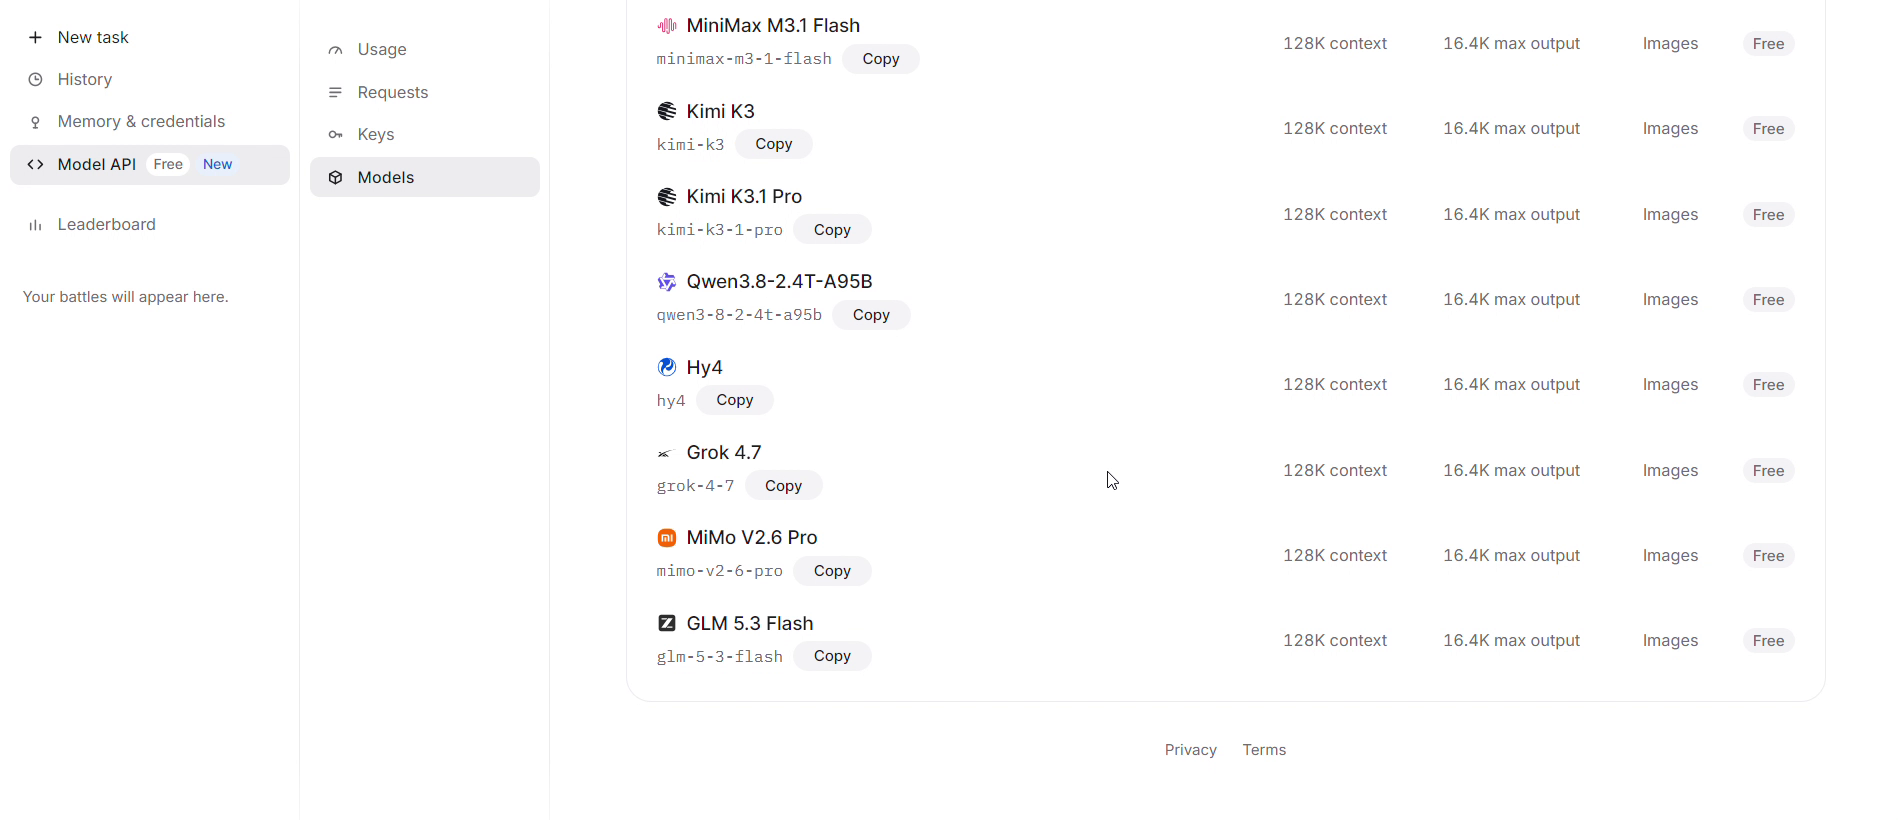 New task
History
Memory & credentials
Model API Free New
Leaderboard
Your battles will appear here.
Usage
Requests
Keys
Models
MiniMax M3.1 Flash
minimax-m3-1-flash Copy
128K context 16.4K max output Images Free
Kimi K3
kimi-k3 Copy
128K context 16.4K max output Images Free
Kimi K3.1 Pro
kimi-k3-1-pro Copy
128K context 16.4K max output Images Free
Qwen3.8-2.4T-A95B
qwen3-8-2-4t-a95b Copy
128K context 16.4K max output Images Free
Hy4
hy4 Copy
128K context 16.4K max output Images Free
Grok 4.7
grok-4-7 Copy
128K context 16.4K max output Images Free
MiMo V2.6 Pro
mimo-v2-6-pro Copy
128K context 16.4K max output Images Free
GLM 5.3 Flash
glm-5-3-flash Copy
128K context 16.4K max output Images Free
Privacy Terms